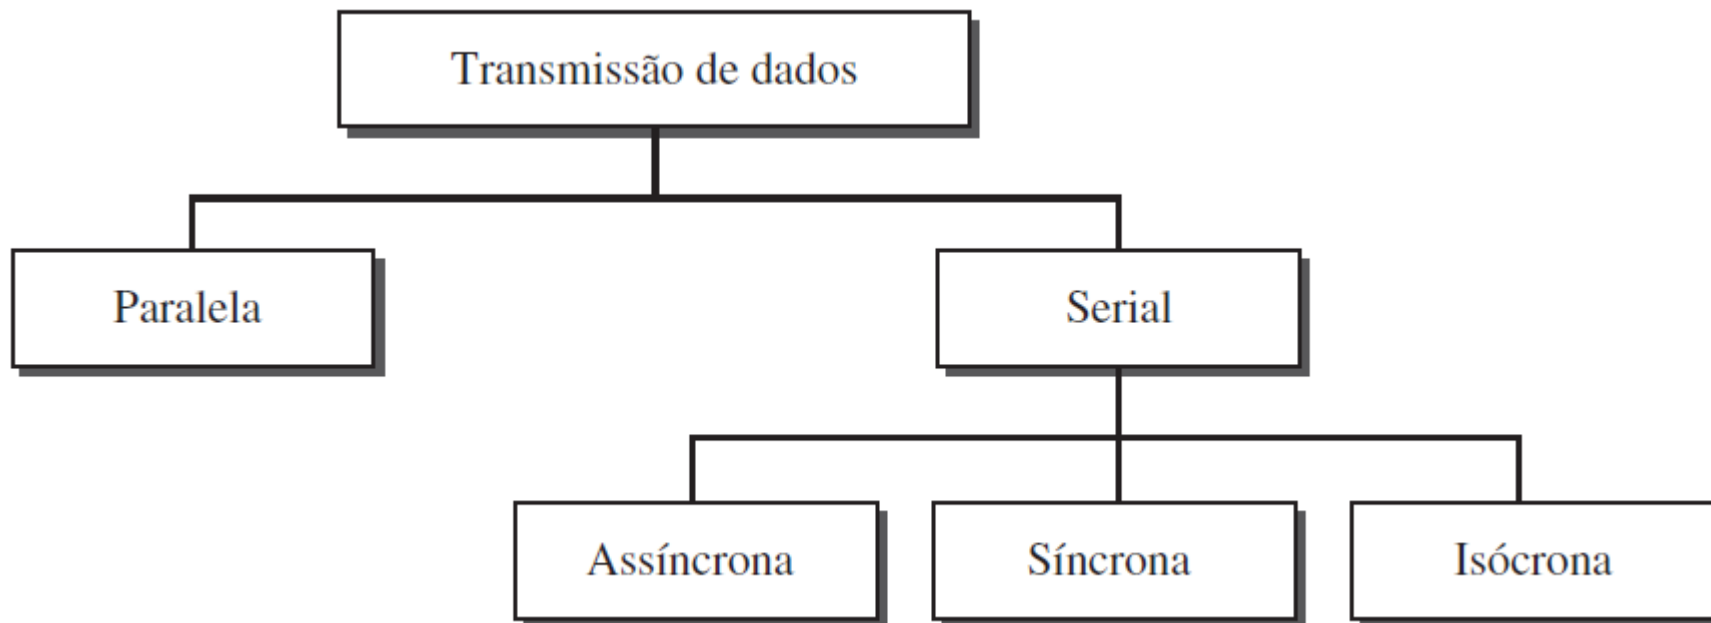 Transmissão de dados
Paralela
Serial
Assíncrona
Síncrona
Isócrona